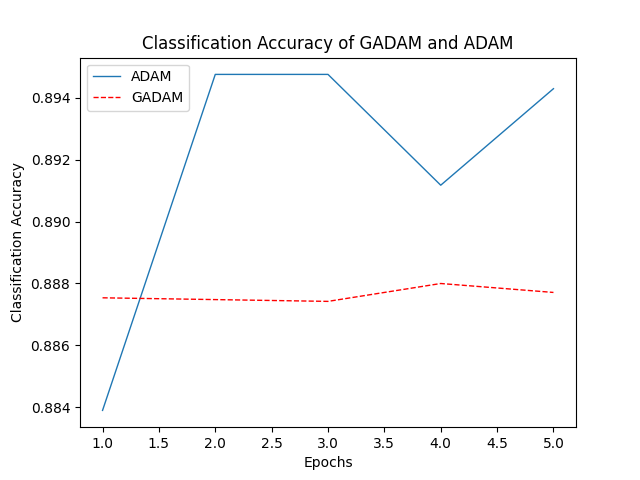 Classification Accuracy of GADAM and ADAM
ADAM
GADAM
0.894
0.892
0.890
0.888
0.886
0.884
Classification Accuracy
1.0 1.5 2.0 2.5 3.0 3.5 4.0 4.5 5.0
Epochs